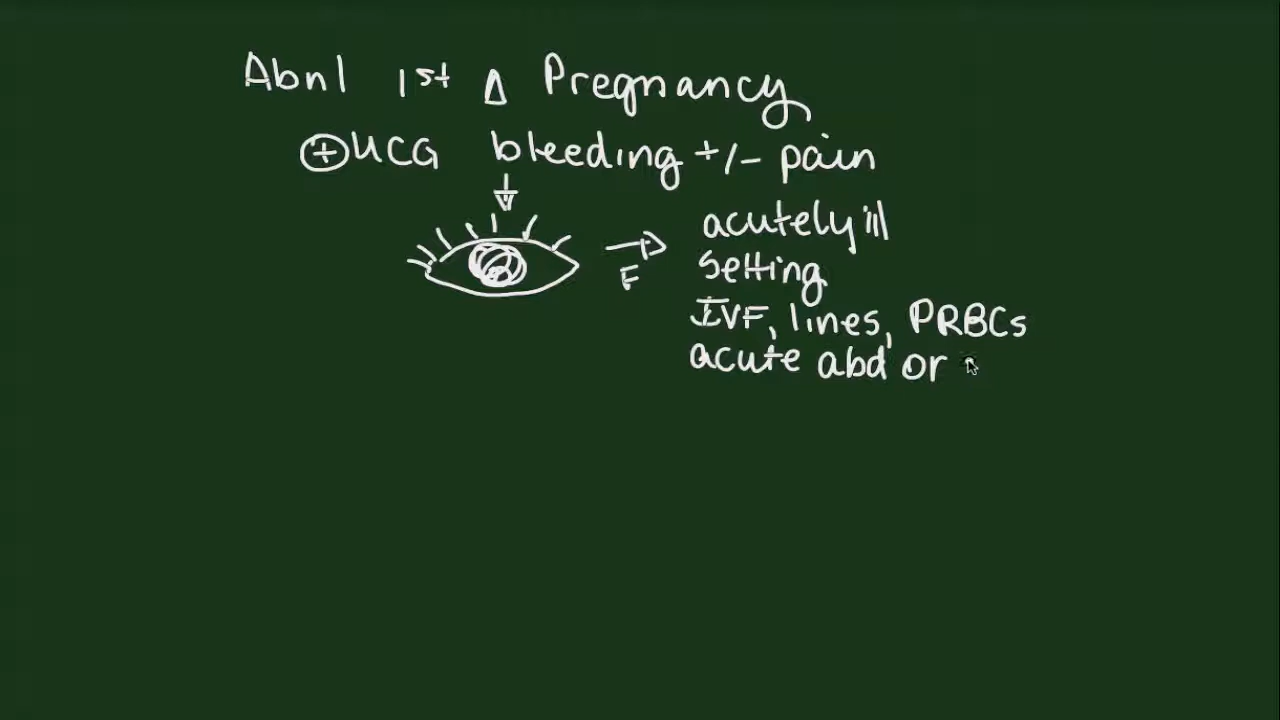 Abnl 1st Δ Pregnancy
⊕ UCG bleeding +/- pain
F
acutely ill
setting
IVF, lines, PRBCs
acute abd or